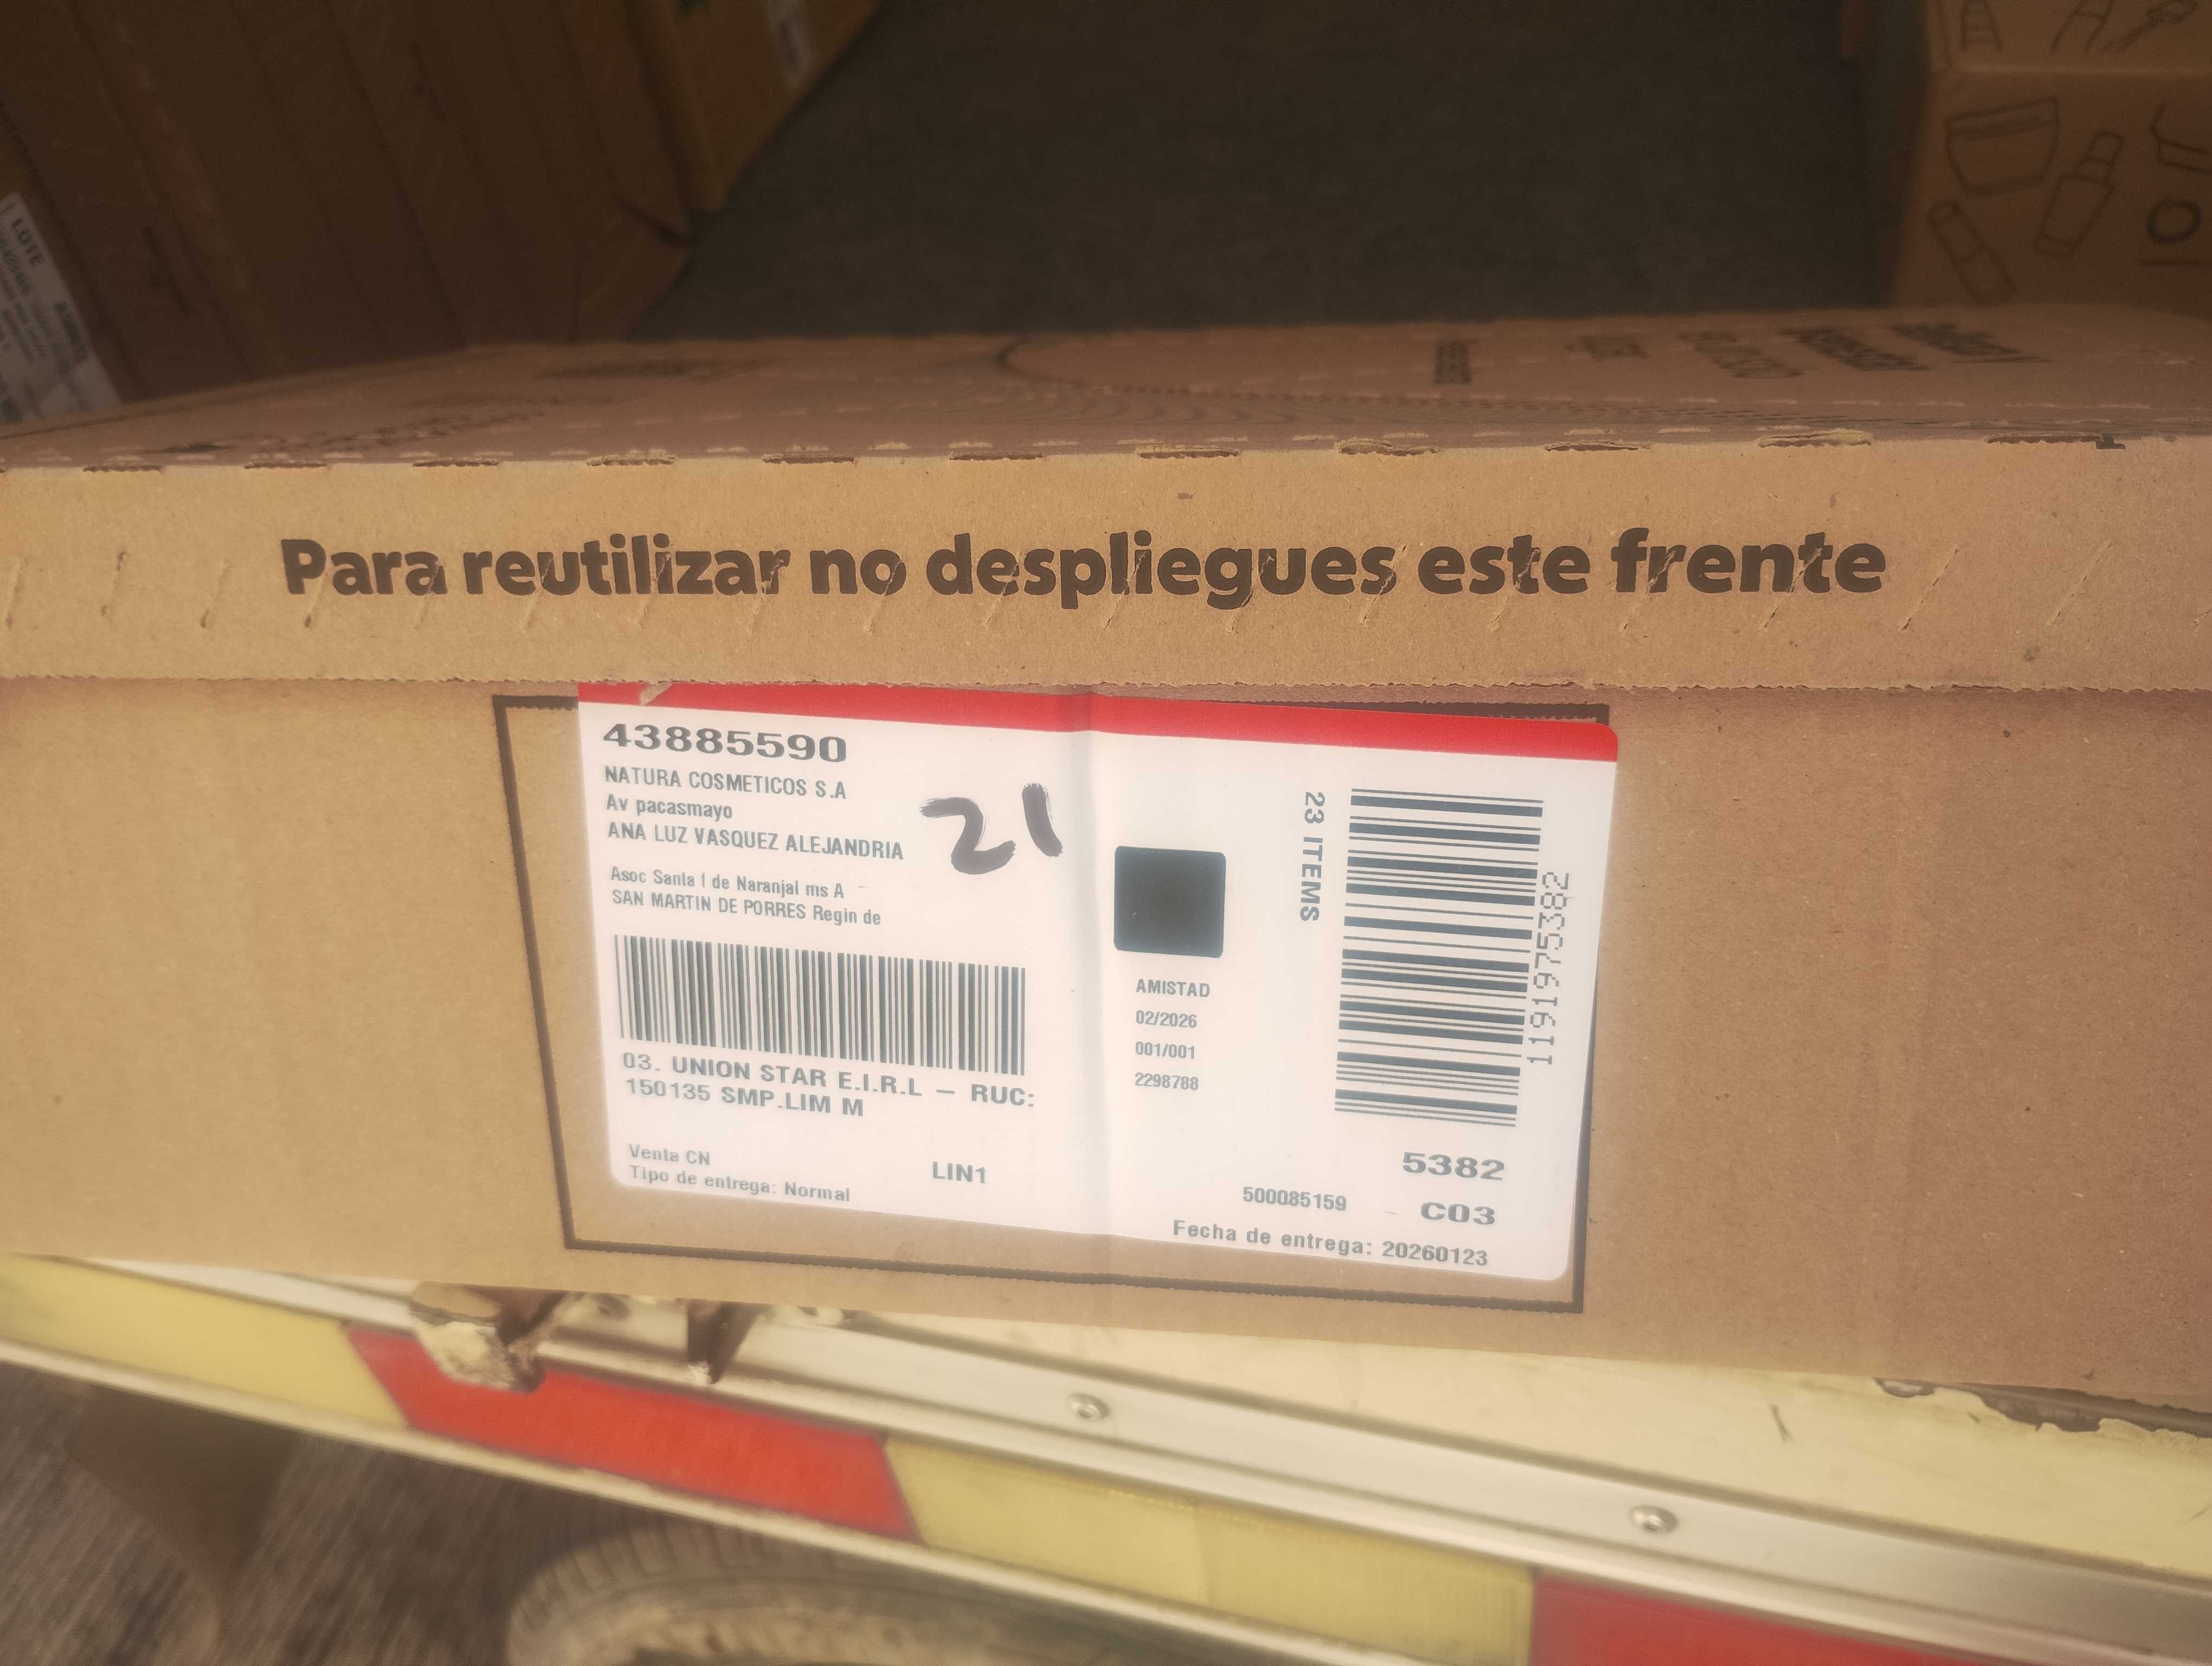 LOTE
Para reutilizar no despliegues este frente
43885590
NATURA COSMETICOS S.A
Av pacasmayo
ANA LUZ VASQUEZ ALEJANDRIA
21
Asoc Santa f de Naranjal ms A
SAN MARTIN DE PORRES Regin de
03. UNION STAR E.I.R.L – RUC:
150135 SMP.LIM M
Venta CN
Tipo de entrega: Normal
LIN1
AMISTAD
02/2026
001/001
2298788
23 ITEMS
1191975382
5382
500085159 - C03
Fecha de entrega: 20260123